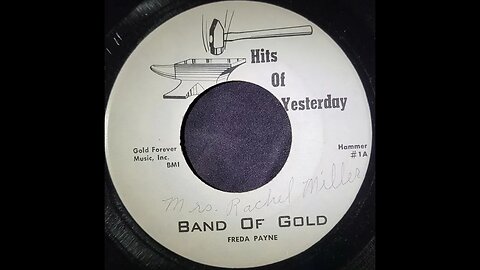 Hits
Of
Yesterday
Gold Forever
Music, Inc.
BMI
Hammer
#1A
Mrs. Rachel Miller
BAND OF GOLD
FREDA PAYNE